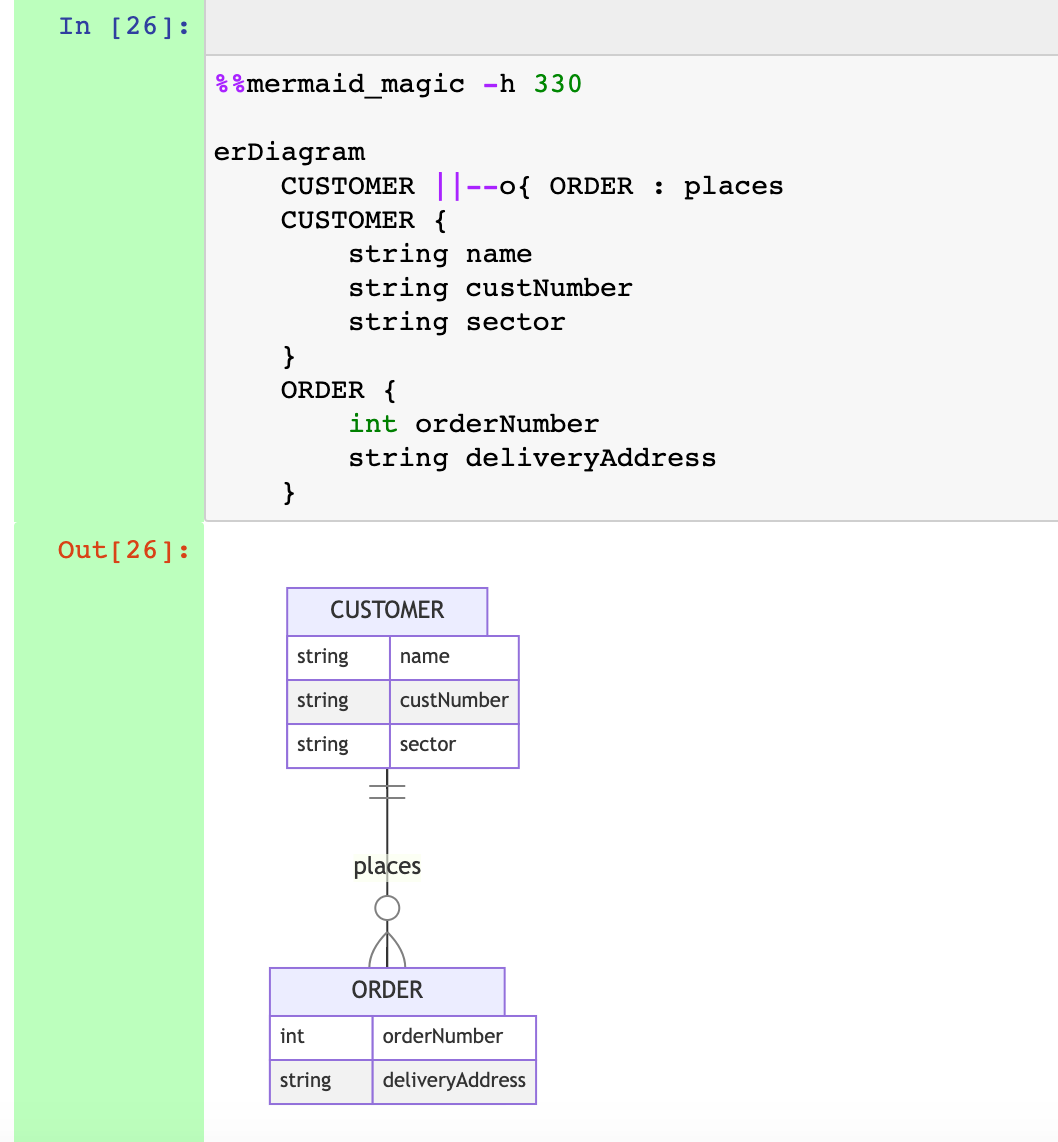 In [26]:
%%mermaid_magic -h 330
erDiagram
    CUSTOMER ||--o{ ORDER : places
    CUSTOMER {
        string name
        string custNumber
        string sector
    }
    ORDER {
        int orderNumber
        string deliveryAddress
    }
Out[26]:
CUSTOMER
string name
string custNumber
string sector
places
ORDER
int orderNumber
string deliveryAddress